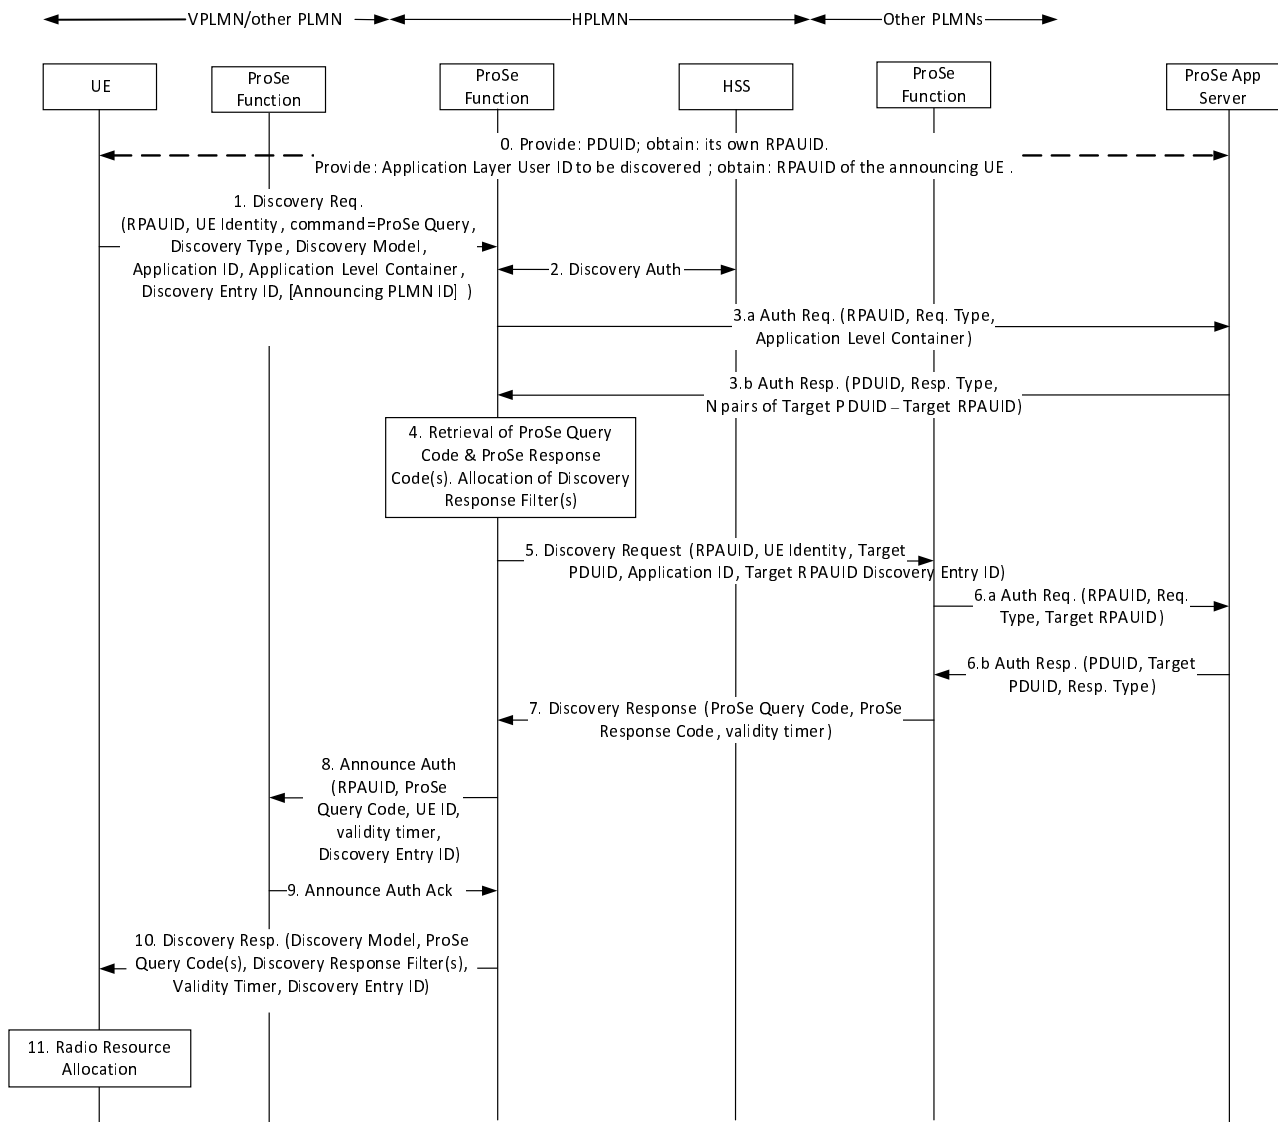 VPLMN/other PLMN
HPLMN
Other PLMNs
UE
ProSe
Function
ProSe
Function
HSS
ProSe
Function
ProSe App
Server
0. Provide: PDUID; obtain: its own RPAUID.
Provide: Application Layer User ID to be discovered ; obtain: RPAUID of the announcing UE .
1. Discovery Req.
(RPAUID, UE Identity, command=ProSe Query,
Discovery Type, Discovery Model,
Application ID, Application Level Container,
Discovery Entry ID, [Announcing PLMN ID] )
2. Discovery Auth
3.a Auth Req. (RPAUID, Req. Type,
Application Level Container)
3.b Auth Resp. (PDUID, Resp. Type,
N pairs of Target PDUID – Target RPAUID)
4. Retrieval of ProSe Query
Code & ProSe Response
Code(s). Allocation of Discovery
Response Filter(s)
5. Discovery Request (RPAUID, UE Identity, Target
PDUID, Application ID, Target RPAUID Discovery Entry ID)
6.a Auth Req. (RPAUID, Req.
Type, Target RPAUID)
6.b Auth Resp. (PDUID, Target
PDUID, Resp. Type)
7. Discovery Response (ProSe Query Code, ProSe
Response Code, validity timer)
8. Announce Auth
(RPAUID, ProSe
Query Code, UE ID,
validity timer,
Discovery Entry ID)
9. Announce Auth Ack
10. Discovery Resp. (Discovery Model, ProSe
Query Code(s), Discovery Response Filter(s),
Validity Timer, Discovery Entry ID)
11. Radio Resource
Allocation